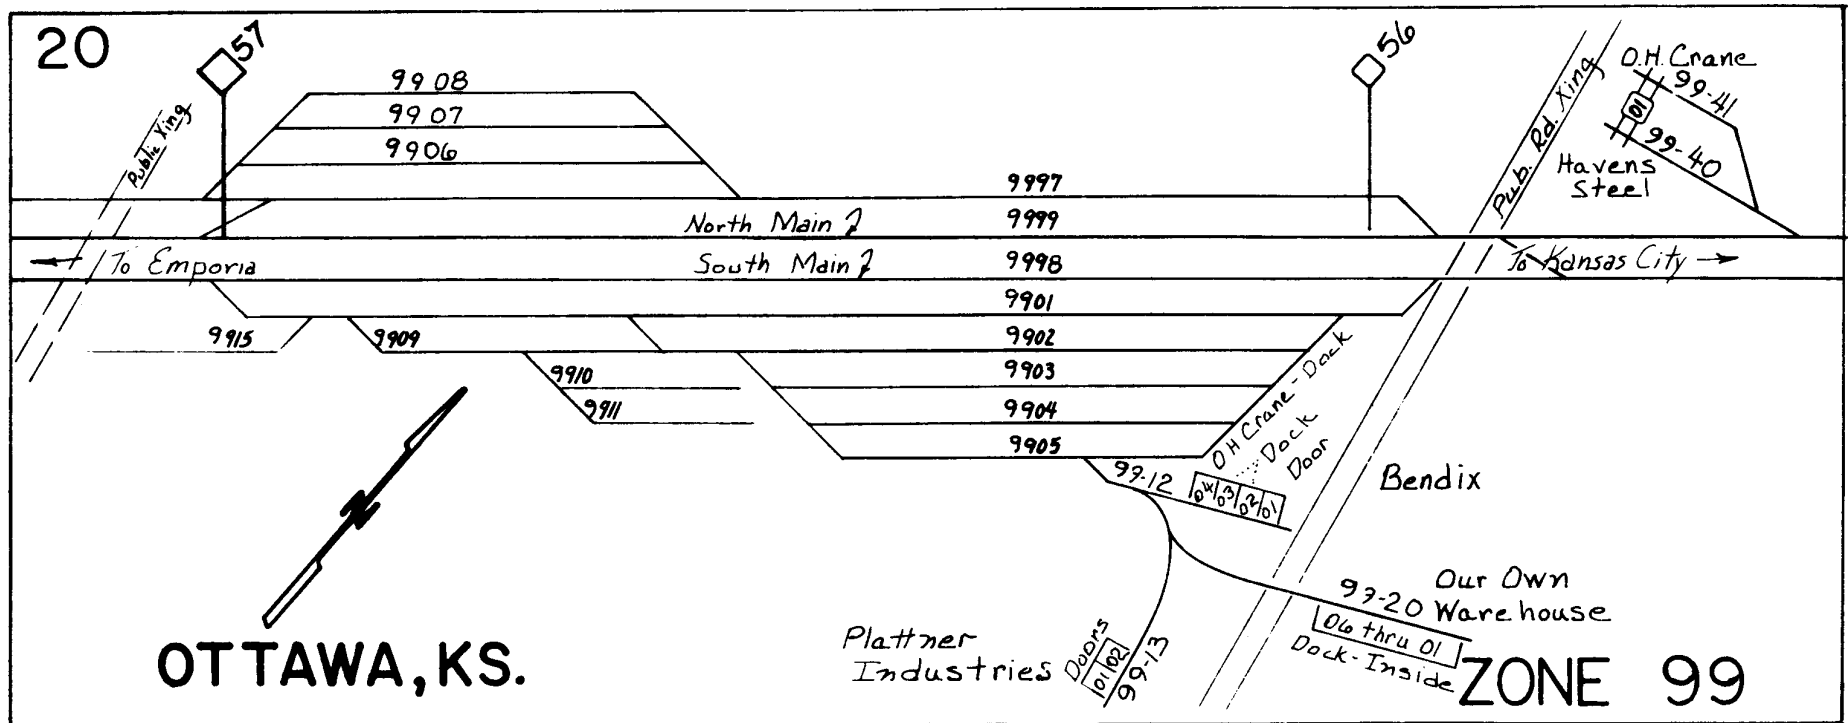 20
57
56
Public Xing
Pub. Rd. Xing
O.H. Crane
99-41
01
99-40
Havens
Steel
9908
9907
9906
9997
North Main
9999
To Emporia
South Main
9998
To Kansas City
9901
9915
9909
9902
9910
9903
9911
9904
9905
OH Crane - Dock
Dock
Door
99-12
04 03 02 01
Bendix
99-20
Our Own
Warehouse
06 thru 01
Dock - Inside
Plattner
Industries
Doors
01 02
99-13
N
OTTAWA, KS.
ZONE 99